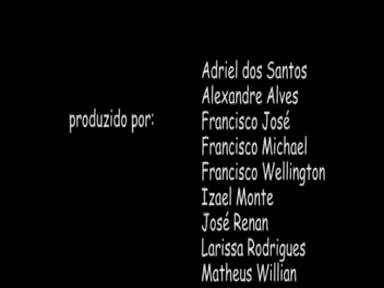 produzido por:
Adriel dos Santos
Alexandre Alves
Francisco José
Francisco Michael
Francisco Wellington
Izael Monte
José Renan
Larissa Rodrigues
Matheus Willian